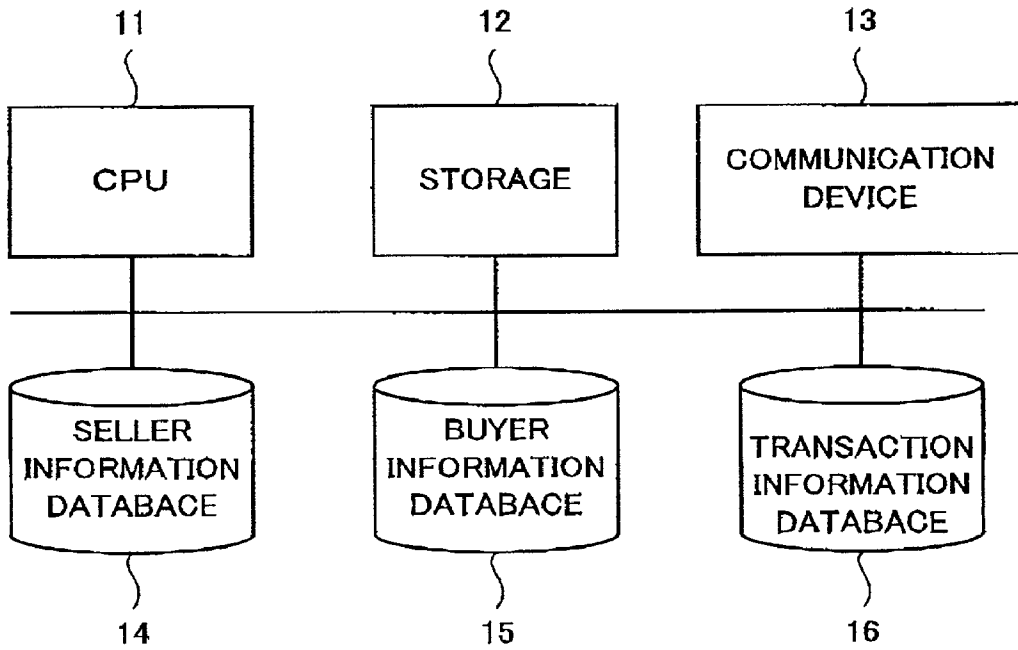 11
12
13
CPU
STORAGE
COMMUNICATION
DEVICE
SELLER
INFORMATION
DATABACE
BUYER
INFORMATION
DATABACE
TRANSACTION
INFORMATION
DATABACE
14
15
16